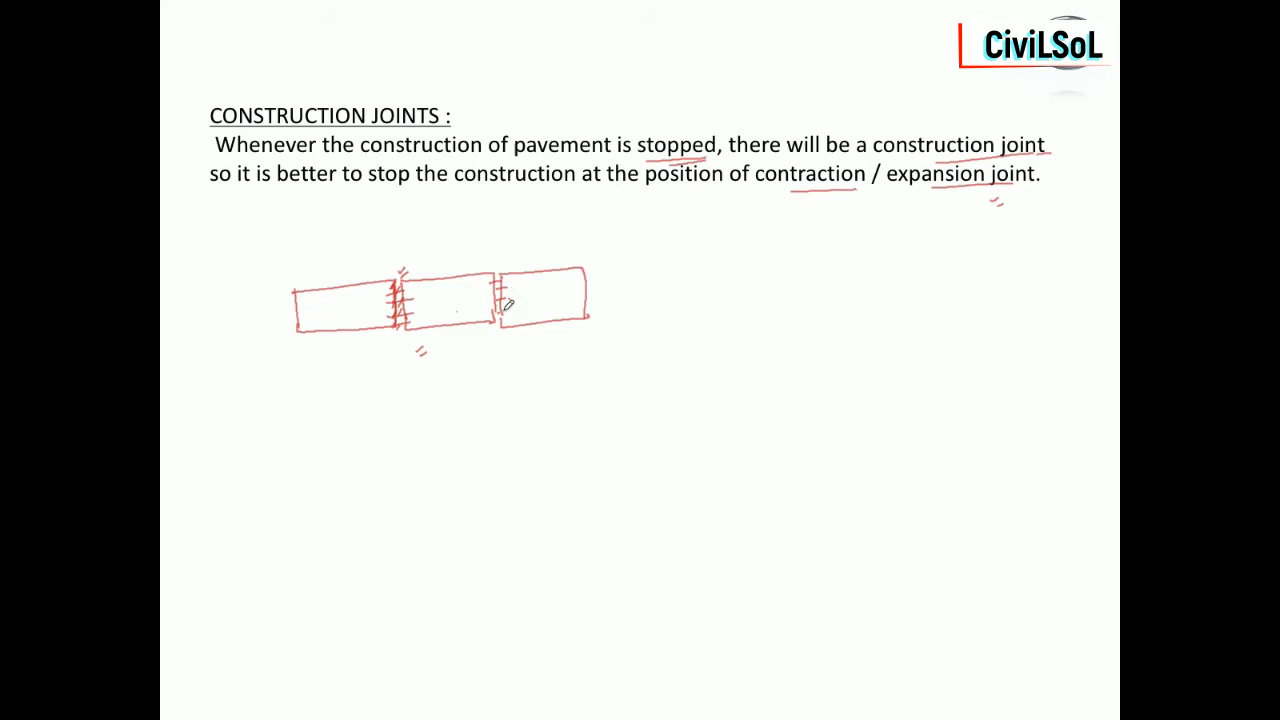 CiviLSoL
CONSTRUCTION JOINTS :
Whenever the construction of pavement is stopped, there will be a construction joint
so it is better to stop the construction at the position of contraction / expansion joint.